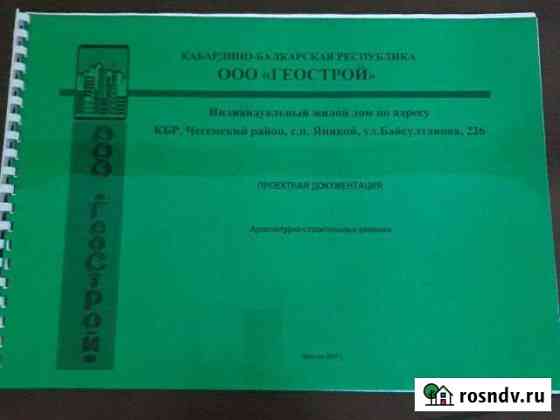 КАБАРДИНО-БАЛКАРСКАЯ РЕСПУБЛИКА
ООО «ГЕОСТРОЙ»
Индивидуальный жилой дом по адресу
КБР, Чегемский район, с.п. Яникой, ул.Байсултанова, 22б
ПРОЕКТНАЯ ДОКУМЕНТАЦИЯ
Архитектурно-строительные решения
ООО «ГеоСтрой»
rosndv.ru